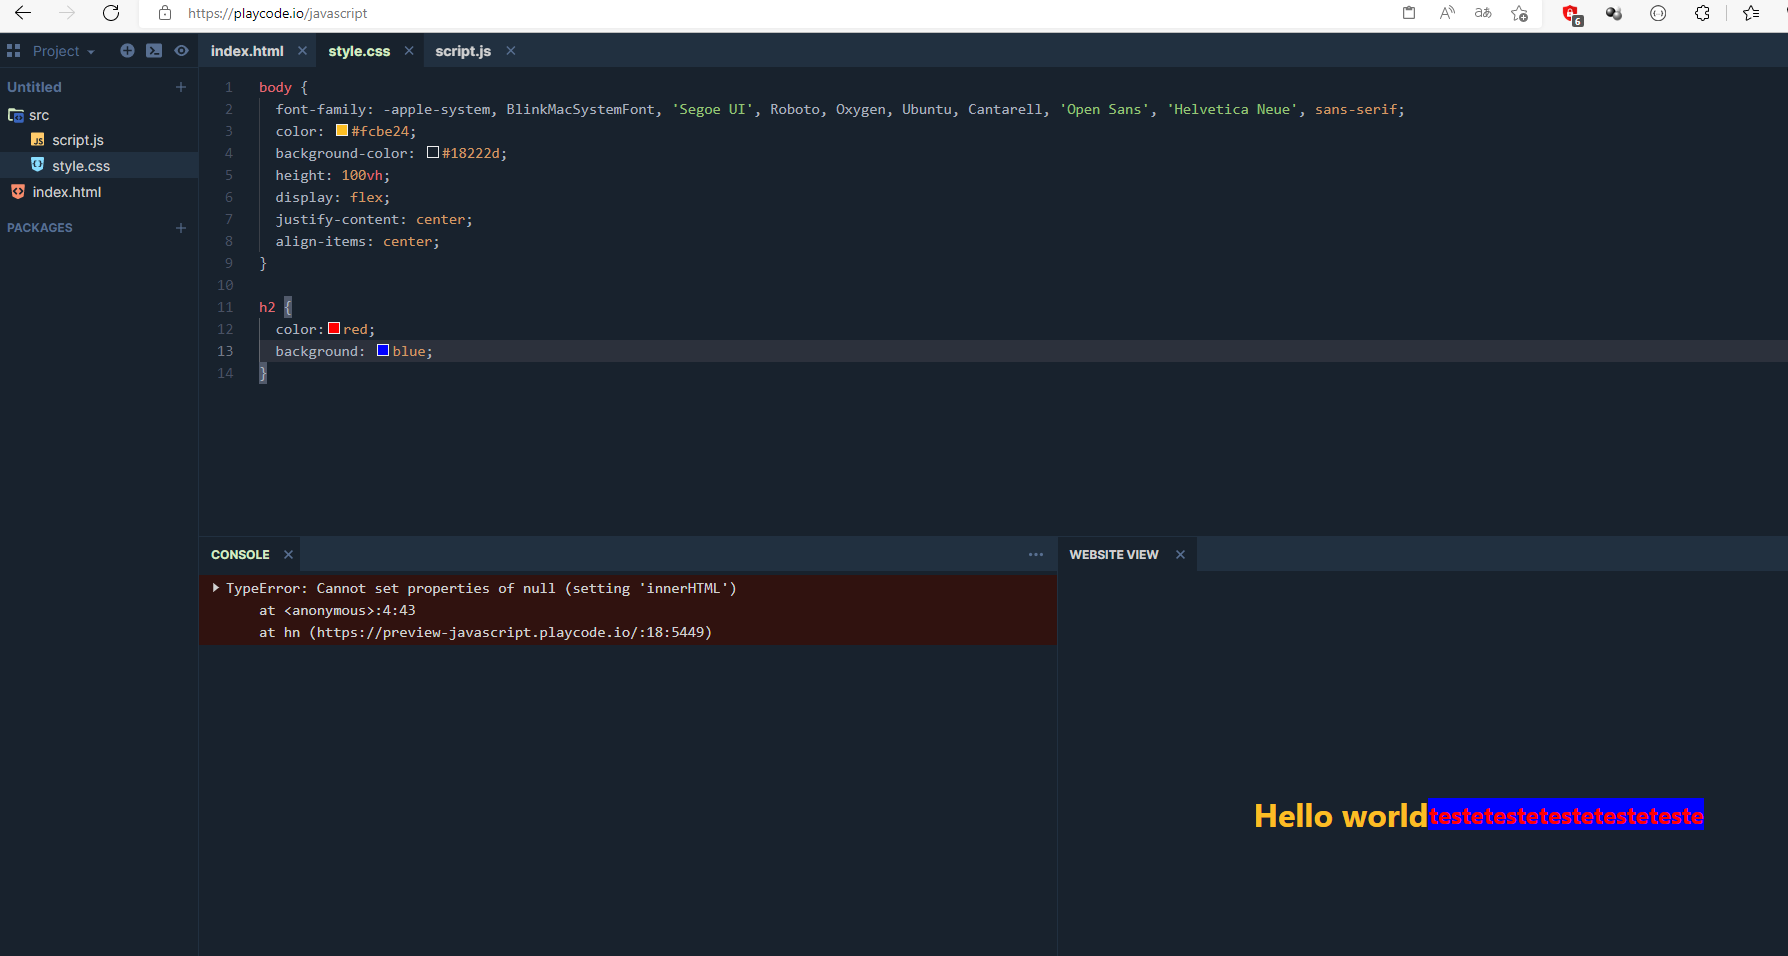 https://playcode.io/javascript
6
Project
index.html
style.css
script.js
Untitled
src
script.js
style.css
index.html
PACKAGES
1 body {
2 font-family: -apple-system, BlinkMacSystemFont, 'Segoe UI', Roboto, Oxygen, Ubuntu, Cantarell, 'Open Sans', 'Helvetica Neue', sans-serif;
3 color: #fcbe24;
4 background-color: #18222d;
5 height: 100vh;
6 display: flex;
7 justify-content: center;
8 align-items: center;
9 }
10
11 h2 {
12 color: red;
13 background: blue;
14 }
CONSOLE
TypeError: Cannot set properties of null (setting 'innerHTML')
at <anonymous>:4:43
at hn (https://preview-javascript.playcode.io/:18:5449)
WEBSITE VIEW
Hello worldtestetestetestetesteteste